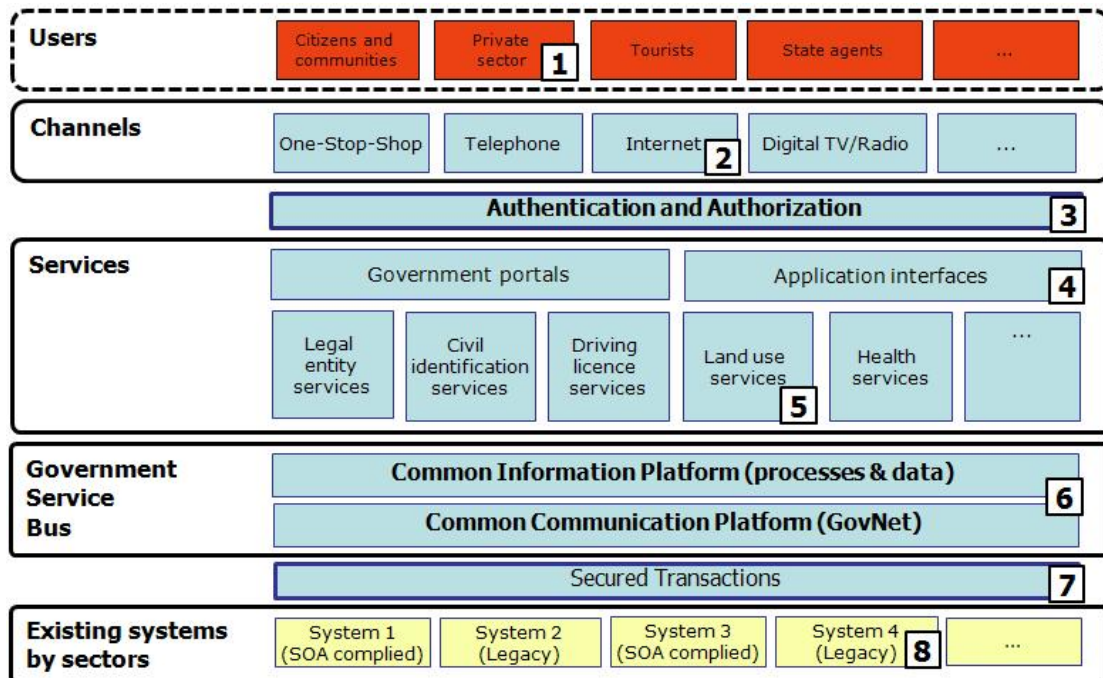 Users
Citizens and
communities
Private
sector
1
Tourists
State agents
...
Channels
One-Stop-Shop
Telephone
Internet
2
Digital TV/Radio
...
Authentication and Authorization
3
Services
Government portals
Application interfaces
4
Legal
entity
services
Civil
identification
services
Driving
licence
services
Land use
services
5
Health
services
...
Government
Service
Bus
Common Information Platform (processes & data)
6
Common Communication Platform (GovNet)
Secured Transactions
7
Existing systems
by sectors
System 1
(SOA complied)
System 2
(Legacy)
System 3
(SOA complied)
System 4
(Legacy)
8
...